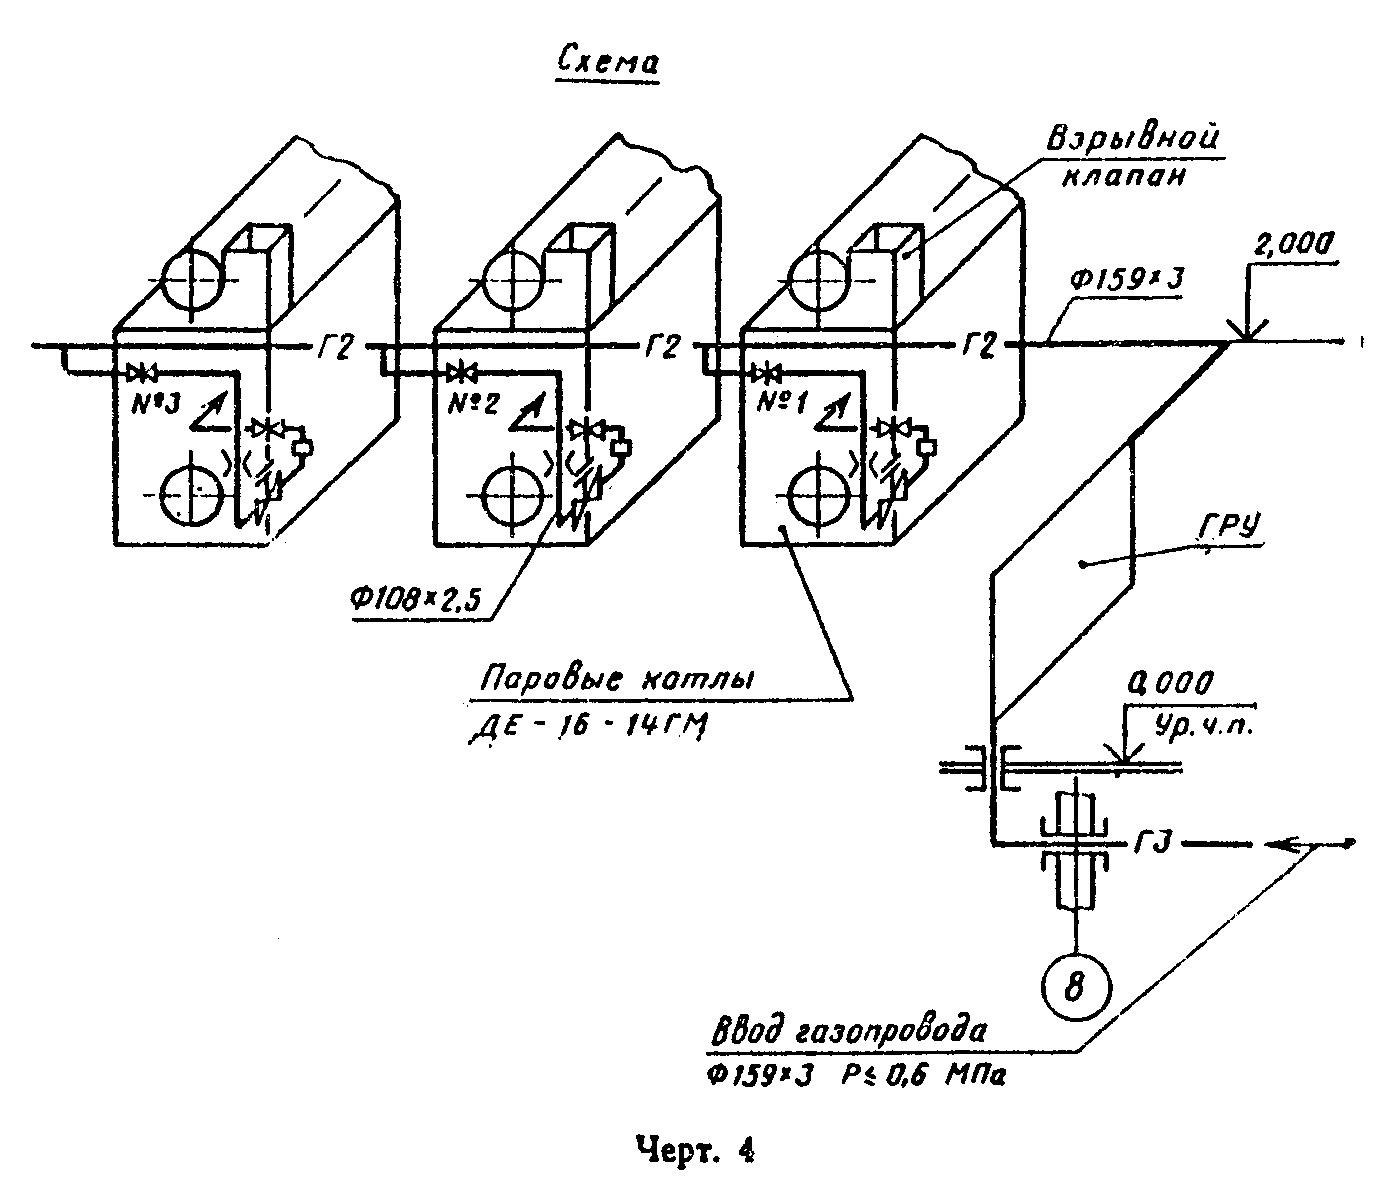 Схема
Взрывной
клапан
2,000
Ф159×3
Г2
Г2
Г2
№3
№2
№1
ГРУ
Ф108×2,5
Паровые котлы
ДЕ - 16 - 14ГМ
0,000
Ур. ч. п.
Г3
8
Ввод газопровода
Ф159×3 Р≤ 0,6 МПа
Черт. 4